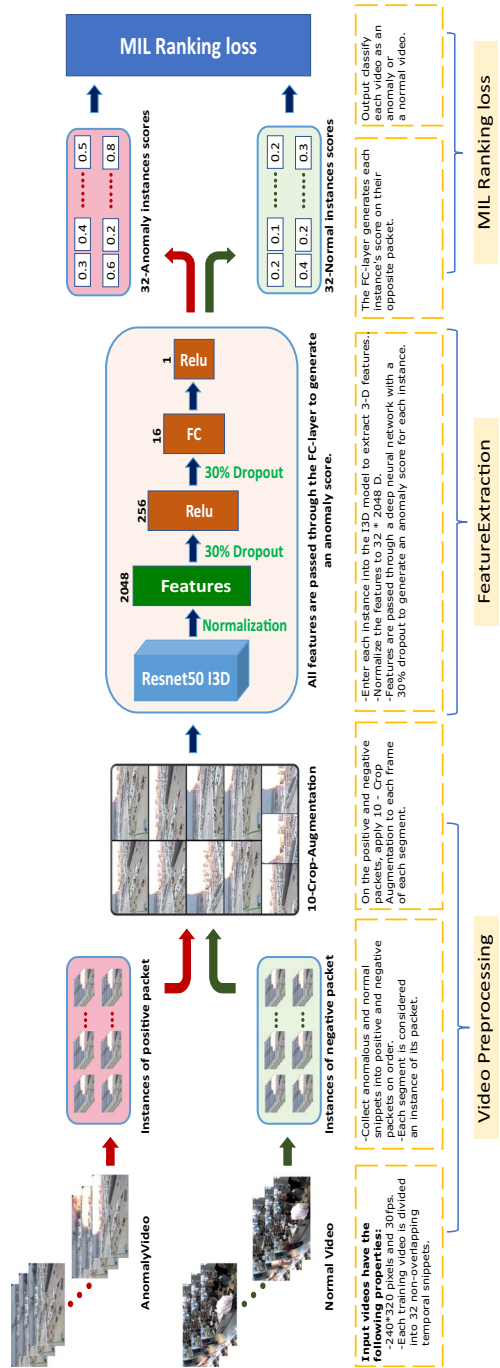 AnomalyVideo
Normal Video
Instances of positive packet
Instances of negative packet
10-Crop-Augmentation
Resnet50 I3D
Normalization
2048
Features
30% Dropout
256
Relu
30% Dropout
16
FC
1
Relu
All features are passed through the FC-layer to generate
an anomaly score.
0.3
0.4
0.5
0.6
0.2
0.8
32-Anomaly instances scores
0.2
0.1
0.2
0.4
0.2
0.3
32-Normal instances scores
MIL Ranking loss
Input videos have the
following properties:
-240*320 pixels and 30fps.
-Each training video is divided
into 32 non-overlapping
temporal snippets.
-Collect anomalous and normal
snippets into positive and negative
packets on order.
-Each segment is considered
an instance of its packet.
On the positive and negative
packets, apply 10 - Crop
Augmentation to each frame
of each segment.
-Enter each instance into the I3D model to extract 3-D features..
-Normalize the features to 32 * 2048 D.
-Features are passed through a deep neural network with a
30% dropout to generate an anomaly score for each instance.
The FC-layer generates each
instance's score on their
opposite packet.
Output classify
each video as an
anomaly or
a normal video.
Video Preprocessing
FeatureExtraction
MIL Ranking loss